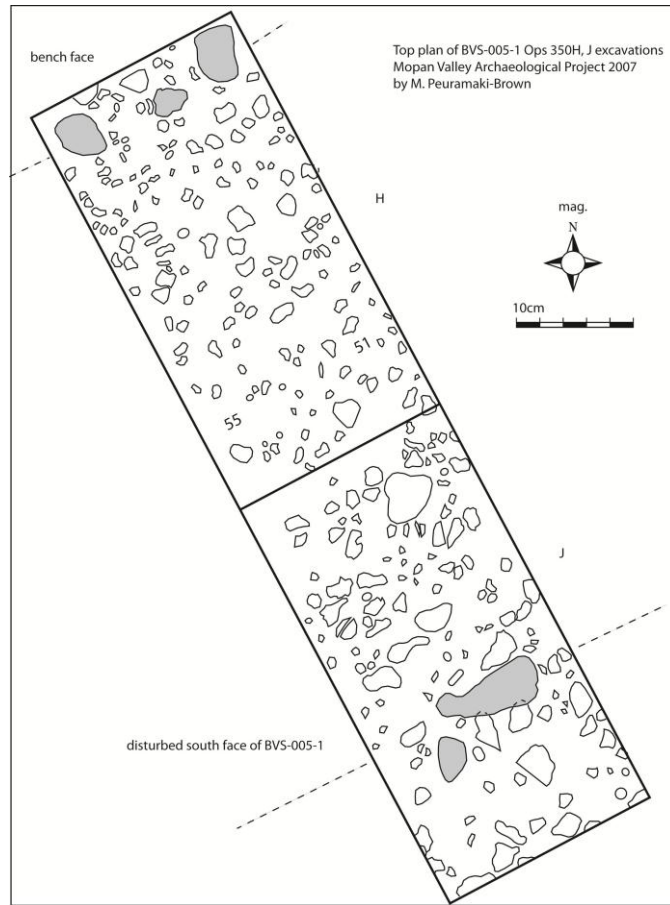 bench face
Top plan of BVS-005-1 Ops 350H, J excavations
Mopan Valley Archaeological Project 2007
by M. Peuramaki-Brown
H
mag.
N
10cm
51
55
J
disturbed south face of BVS-005-1